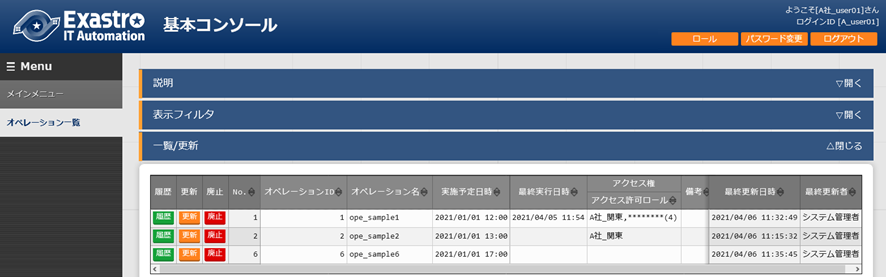 Exastro
IT Automation
基本コンソール
ようこそ[A社_user01]さん
ログインID [A_user01]
ロール パスワード変更 ログアウト
☰ Menu
メインメニュー
オペレーション一覧
説明 ▽開く
表示フィルタ ▽開く
一覧/更新 △閉じる
履歴 更新 廃止 No. オペレーションID オペレーション名 実施予定日時 最終実行日時 アクセス権 備考 最終更新日時 最終更新者
アクセス許可ロール
履歴 更新 廃止 1 1 ope_sample1 2021/01/01 12:00 2021/04/05 11:54 A社_関東,********(4) 2021/04/06 11:32:49 システム管理者
履歴 更新 廃止 2 2 ope_sample2 2021/01/01 13:00 A社_関東 2021/04/06 11:15:32 システム管理者
履歴 更新 廃止 6 6 ope_sample6 2021/01/01 17:00 2021/04/06 11:35:45 システム管理者